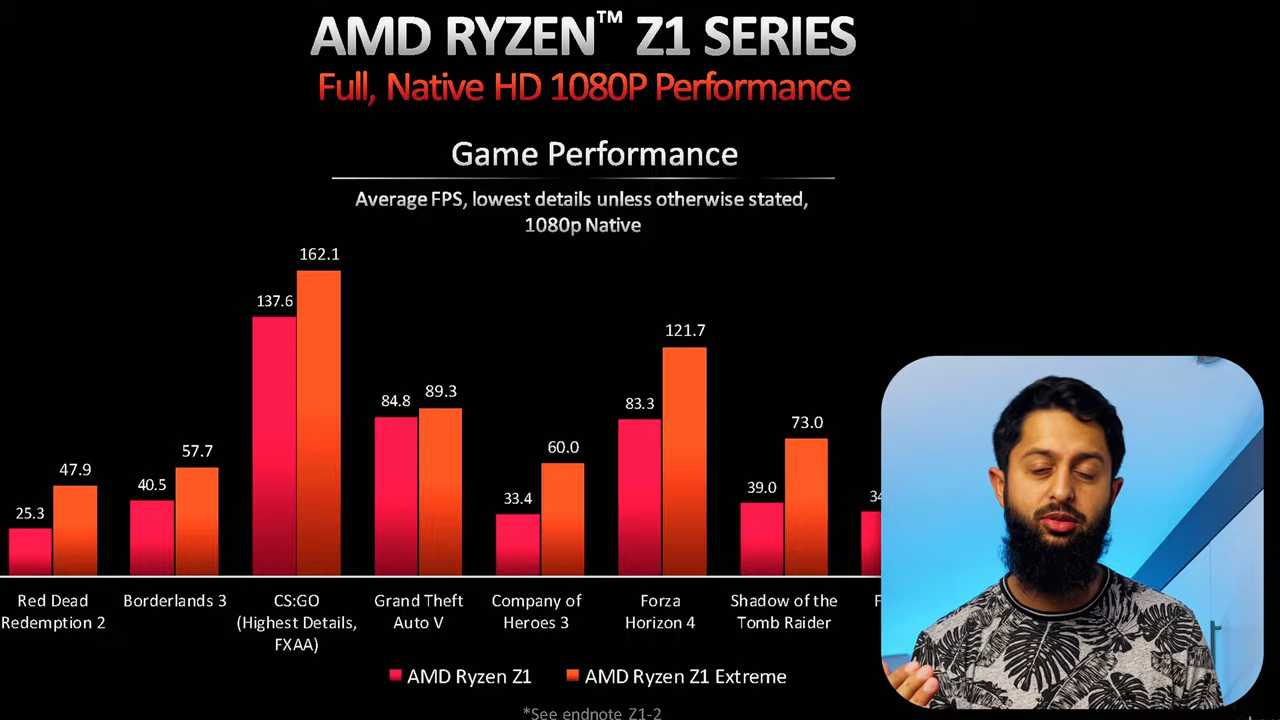 AMD RYZEN™ Z1 SERIES
Full, Native HD 1080P Performance
Game Performance
Average FPS, lowest details unless otherwise stated,
1080p Native
25.3
47.9
40.5
57.7
137.6
162.1
84.8
89.3
33.4
60.0
83.3
121.7
39.0
73.0
34
Red Dead
Redemption 2
Borderlands 3
CS:GO
(Highest Details,
FXAA)
Grand Theft
Auto V
Company of
Heroes 3
Forza
Horizon 4
Shadow of the
Tomb Raider
F
AMD Ryzen Z1
AMD Ryzen Z1 Extreme
*See endnote Z1-2